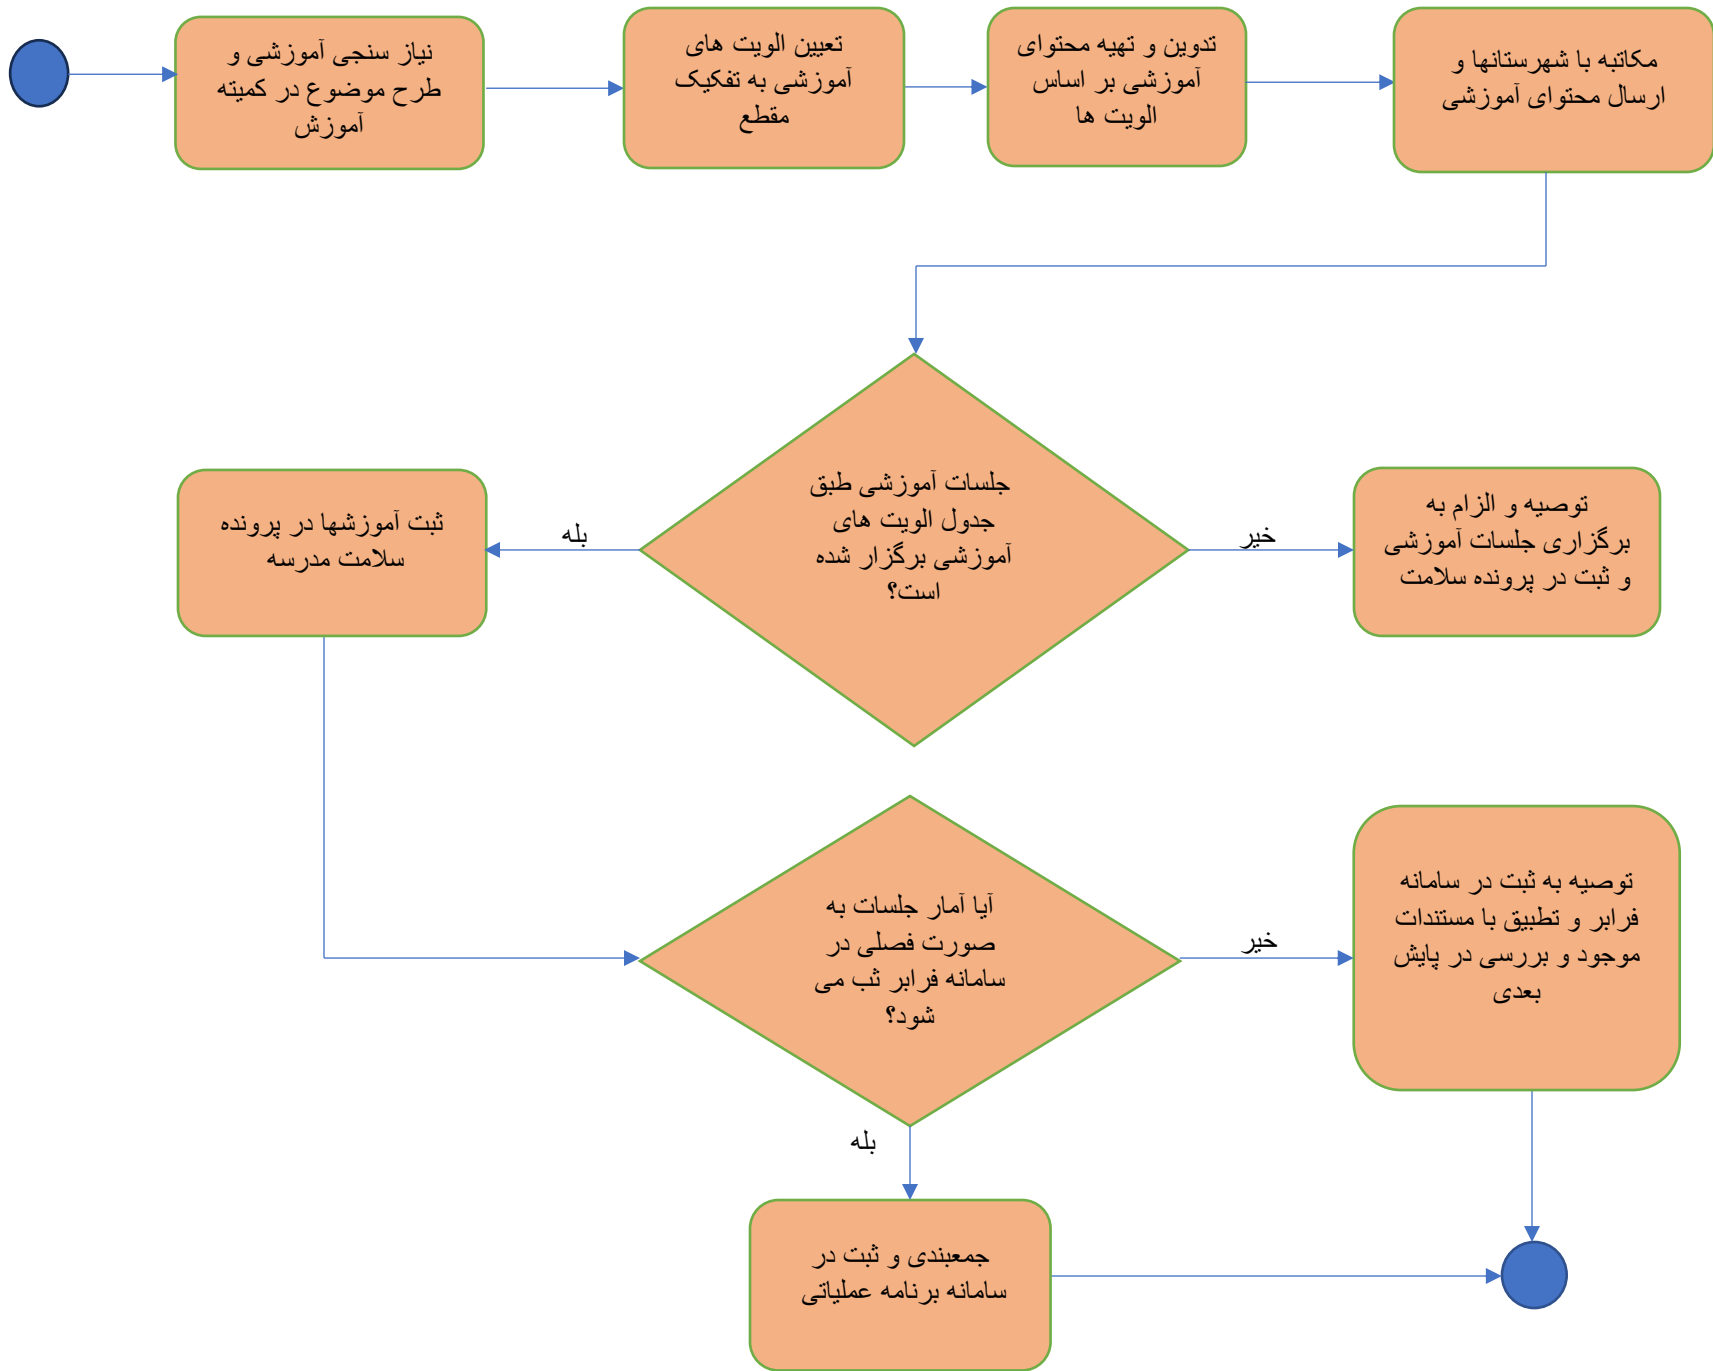 نیاز سنجی آموزشی و
طرح موضوع در کمیته
آموزش
تعیین الویت های
آموزشی به تفکیک
مقطع
تدوین و تهیه محتوای
آموزشی بر اساس
الویت ها
مکاتبه با شهرستانها و
ارسال محتوای آموزشی
جلسات آموزشی طبق
جدول الویت های
آموزشی برگزار شده
است؟
خیر
توصیه و الزام به
برگزاری جلسات آموزشی
و ثبت در پرونده سلامت
بله
ثبت آموزشها در پرونده
سلامت مدرسه
آیا آمار جلسات به
صورت فصلی در
سامانه فرابر ثب می
شود؟
خیر
توصیه به ثبت در سامانه
فرابر و تطبیق با مستندات
موجود و بررسی در پایش
بعدی
بله
جمعبندی و ثبت در
سامانه برنامه عملیاتی